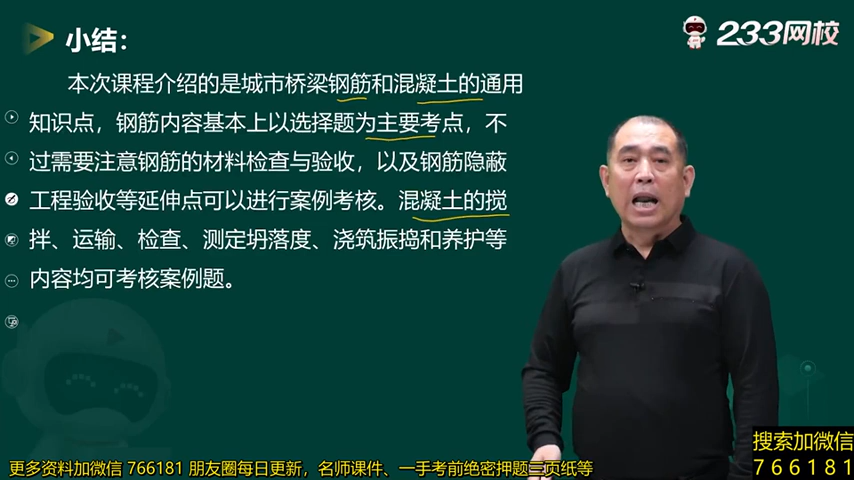 小结：
233网校
本次课程介绍的是城市桥梁钢筋和混凝土的通用
知识点，钢筋内容基本上以选择题为主要考点，不
过需要注意钢筋的材料检查与验收，以及钢筋隐蔽
工程验收等延伸点可以进行案例考核。混凝土的搅
拌、运输、检查、测定坍落度、浇筑振捣和养护等
内容均可考核案例题。
搜索加微信
766181
更多资料加微信 766181 朋友圈每日更新，名师课件、一手考前绝密押题三页纸等